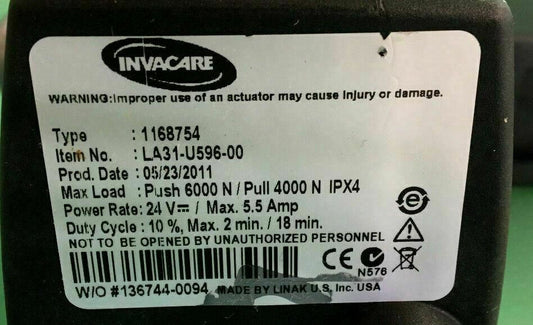 INVACARE
WARNING:Improper use of an actuator may cause injury or damage.
Type : 1168754
Item No. : LA31-U596-00
Prod. Date : 05/23/2011
Max Load : Push 6000 N / Pull 4000 N IPX4
Power Rate: 24 V⎓ / Max. 5.5 Amp
Duty Cycle : 10 %, Max. 2 min. / 18 min.
NOT TO BE OPENED BY UNAUTHORIZED PERSONNEL
CE
N576
W/O #136744-0094 MADE BY LINAK U.S. Inc. USA